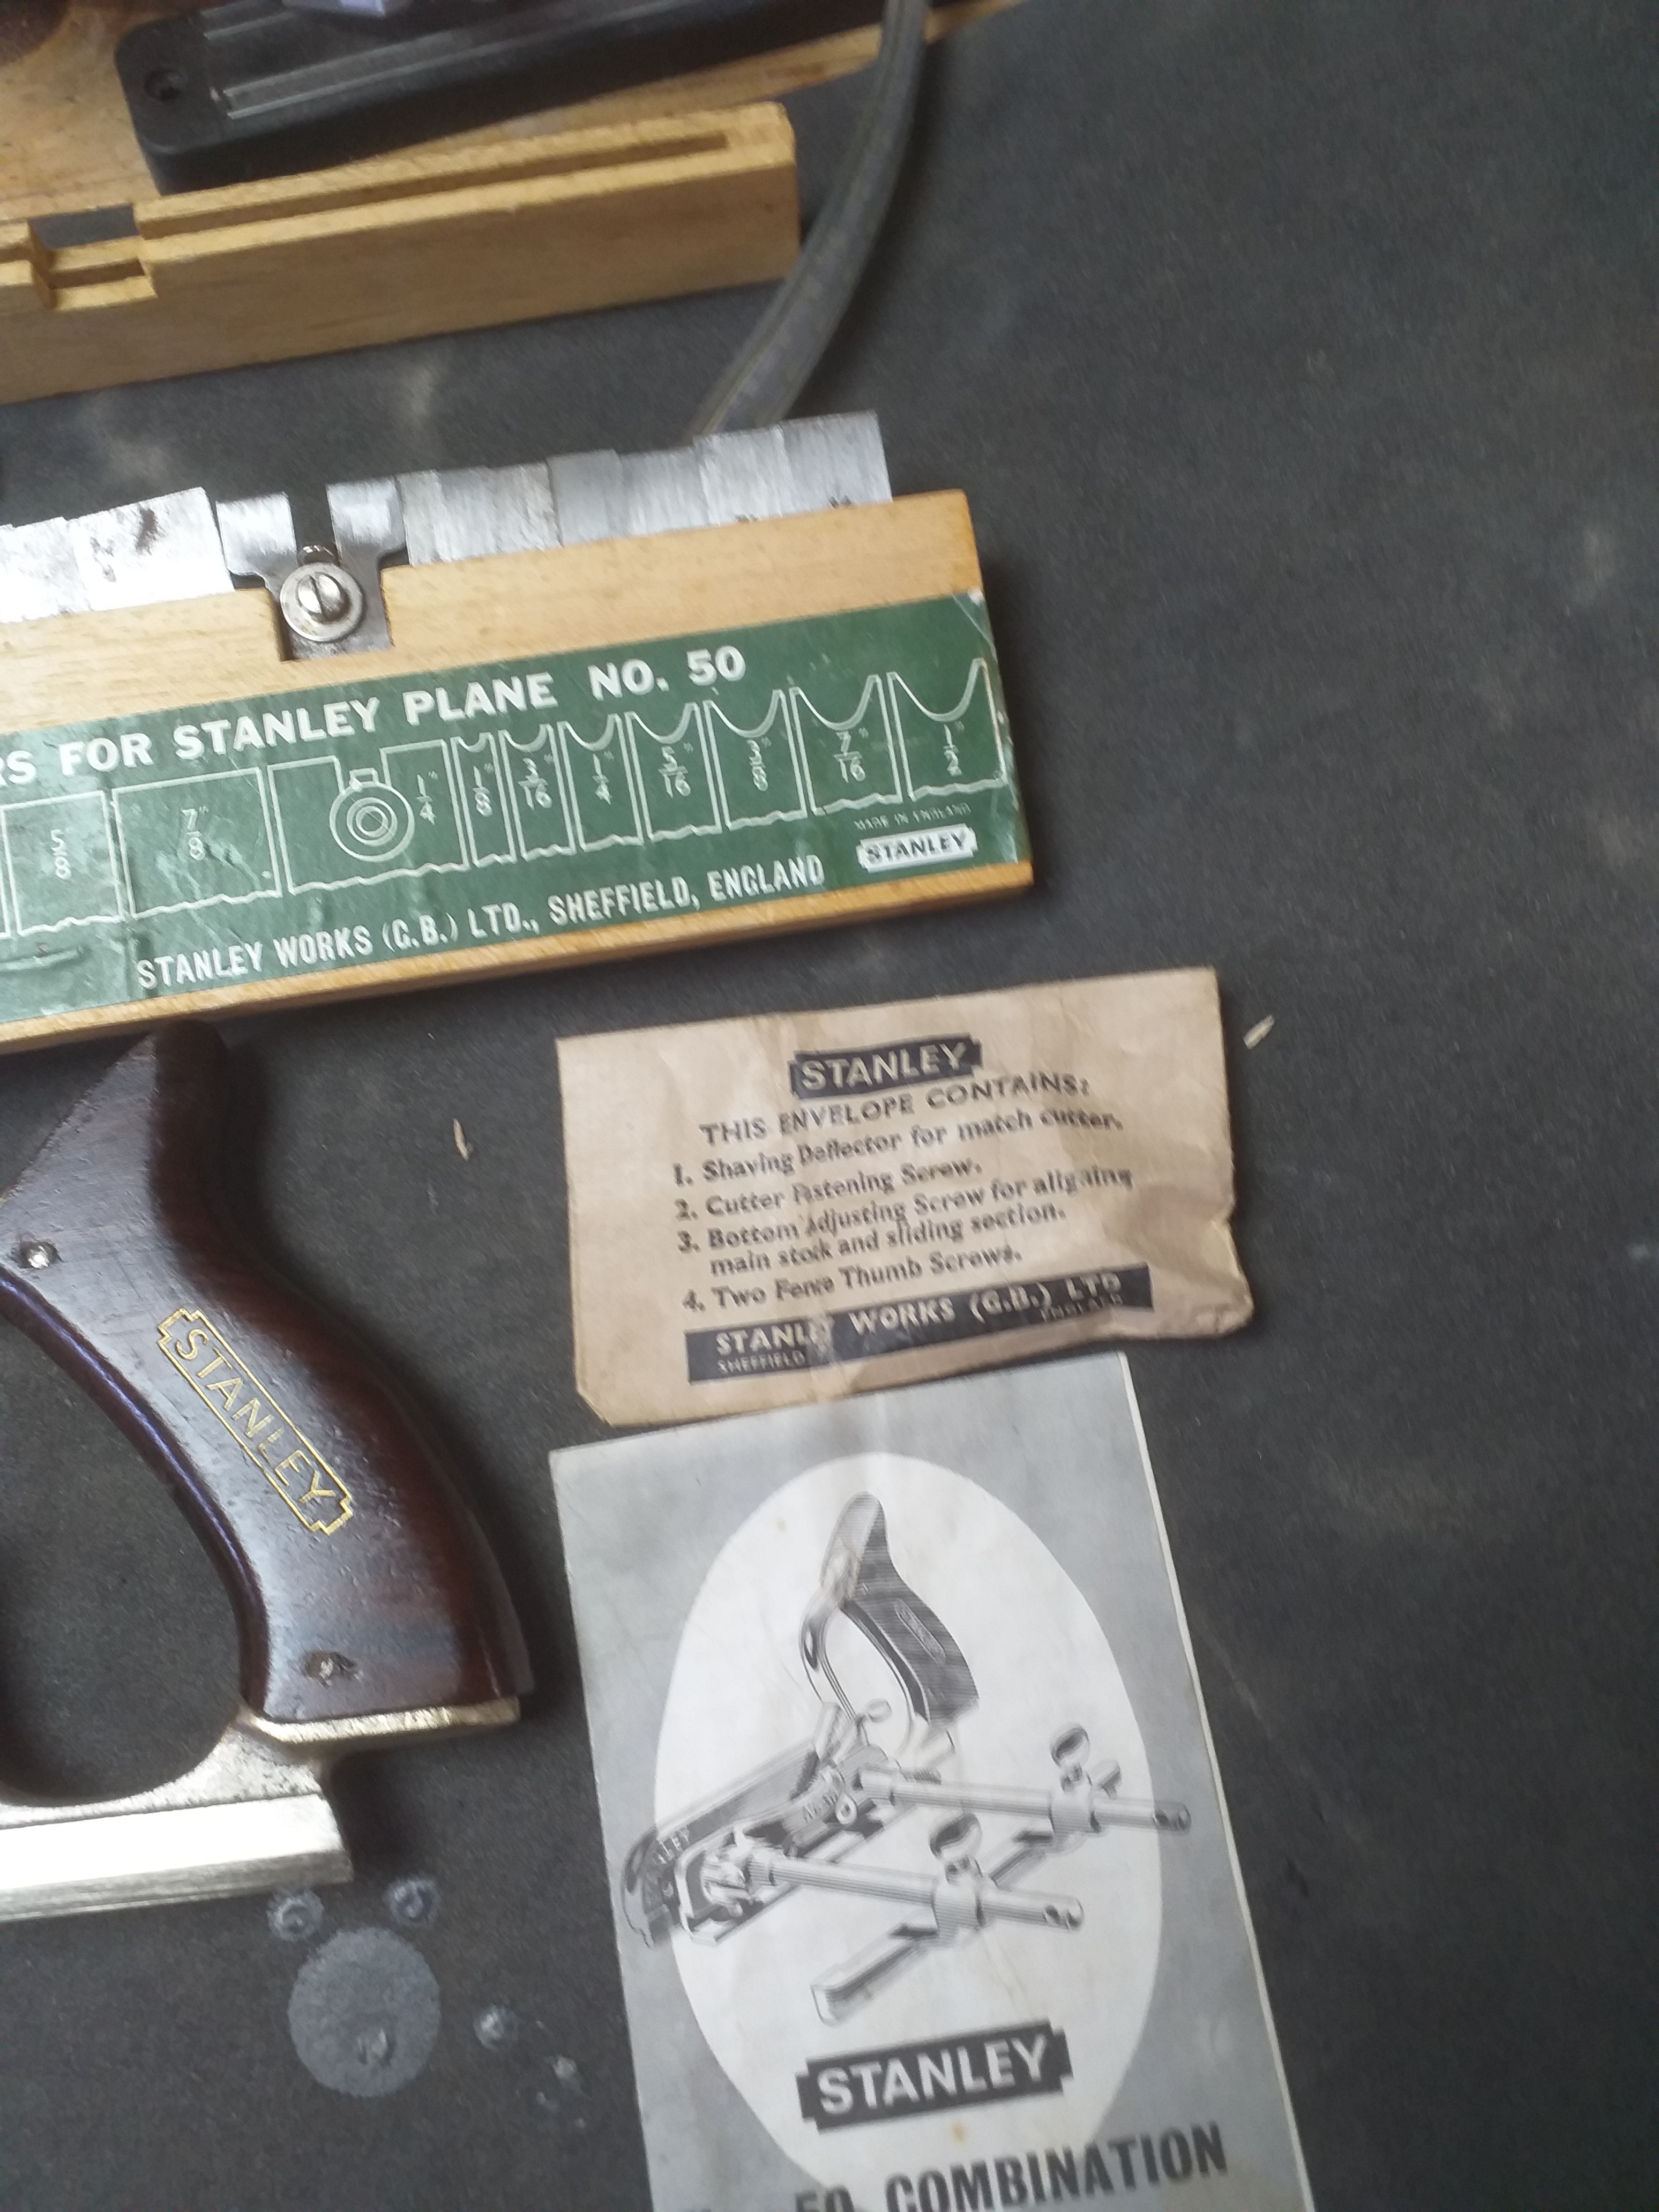 RS FOR STANLEY PLANE NO. 50
5/8 7/8" 1/4" 1/8" 3/16" 1/4" 5/16" 3/8" 7/16" 1/2"
MADE IN ENGLAND
STANLEY
STANLEY WORKS (G.B.) LTD., SHEFFIELD, ENGLAND
STANLEY
THIS ENVELOPE CONTAINS:
1. Shaving Deflector for match cutter.
2. Cutter Fastening Screw.
3. Bottom Adjusting Screw for aligning
main stock and sliding section.
4. Two Fence Thumb Screws.
STANLEY WORKS (G.B.) LTD
SHEFFIELD ENGLAND
STANLEY
STANLEY
50 COMBINATION